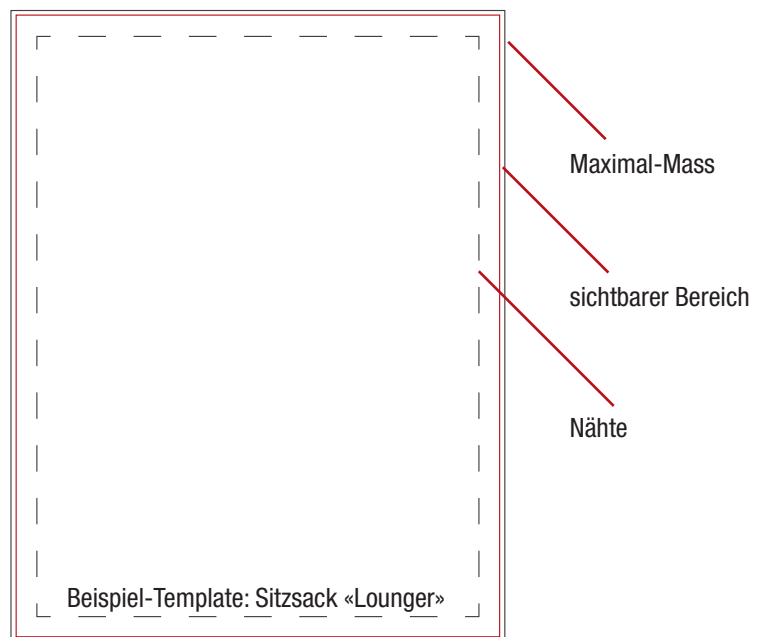 Maximal-Mass
sichtbarer Bereich
Nähte
Beispiel-Template: Sitzsack «Lounger»